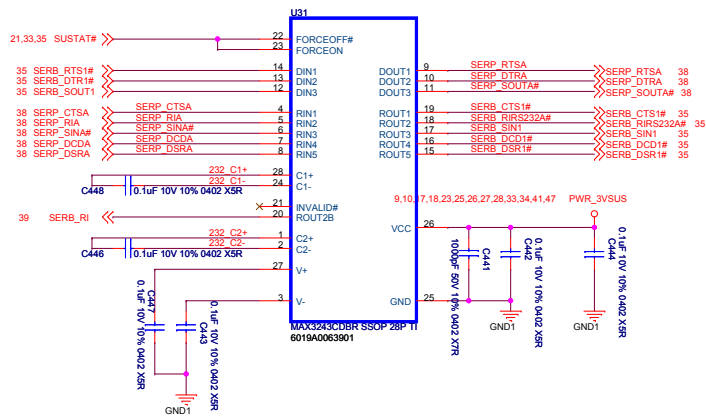 U31
21,33,35 SUSTAT# 22 FORCEOFF#
23 FORCEON
35 SERB_RTS1# 14 DIN1 DOUT1 9 SERP_RTSA SERP_RTSA 38
35 SERB_DTR1# 13 DIN2 DOUT2 10 SERP_DTRA SERP_DTRA 38
35 SERB_SOUT1 12 DIN3 DOUT3 11 SERP_SOUTA# SERP_SOUTA# 38
38 SERP_CTSA SERP_CTSA 4 RIN1 ROUT1 19 SERB_CTS1# SERB_CTS1# 35
38 SERP_RIA SERP_RIA 5 RIN2 ROUT2 18 SERB_RIRS232A# SERB_RIRS232A# 35
38 SERP_SINA# SERP_SINA# 6 RIN3 ROUT3 17 SERB_SIN1 SERB_SIN1 35
38 SERP_DCDA SERP_DCDA 7 RIN4 ROUT4 16 SERB_DCD1# SERB_DCD1# 35
38 SERP_DSRA SERP_DSRA 8 RIN5 ROUT5 15 SERB_DSR1# SERB_DSR1# 35
232_C1+ 28 C1+
232_C1- 24 C1-
C448 0.1uF 10V 10% 0402 X5R
21 INVALID#
39 SERB_RI 20 ROUT2B
9,10,17,18,23,25,26,27,28,33,34,41,47 PWR_3VSUS
VCC 26
232_C2+ 1 C2+
232_C2- 2 C2-
C446 0.1uF 10V 10% 0402 X5R
27 V+
3 V-
GND 25
C441
1000pF 50V 10% 0402 X7R
C442
0.1uF 10V 10% 0402 X5R
C444
0.1uF 10V 10% 0402 X5R
GND1
GND1
MAX3243CDBR SSOP 28P TI
6019A0063901
C447
0.1uF 10V 10% 0402 X5R
C443
0.1uF 10V 10% 0402 X5R
GND1